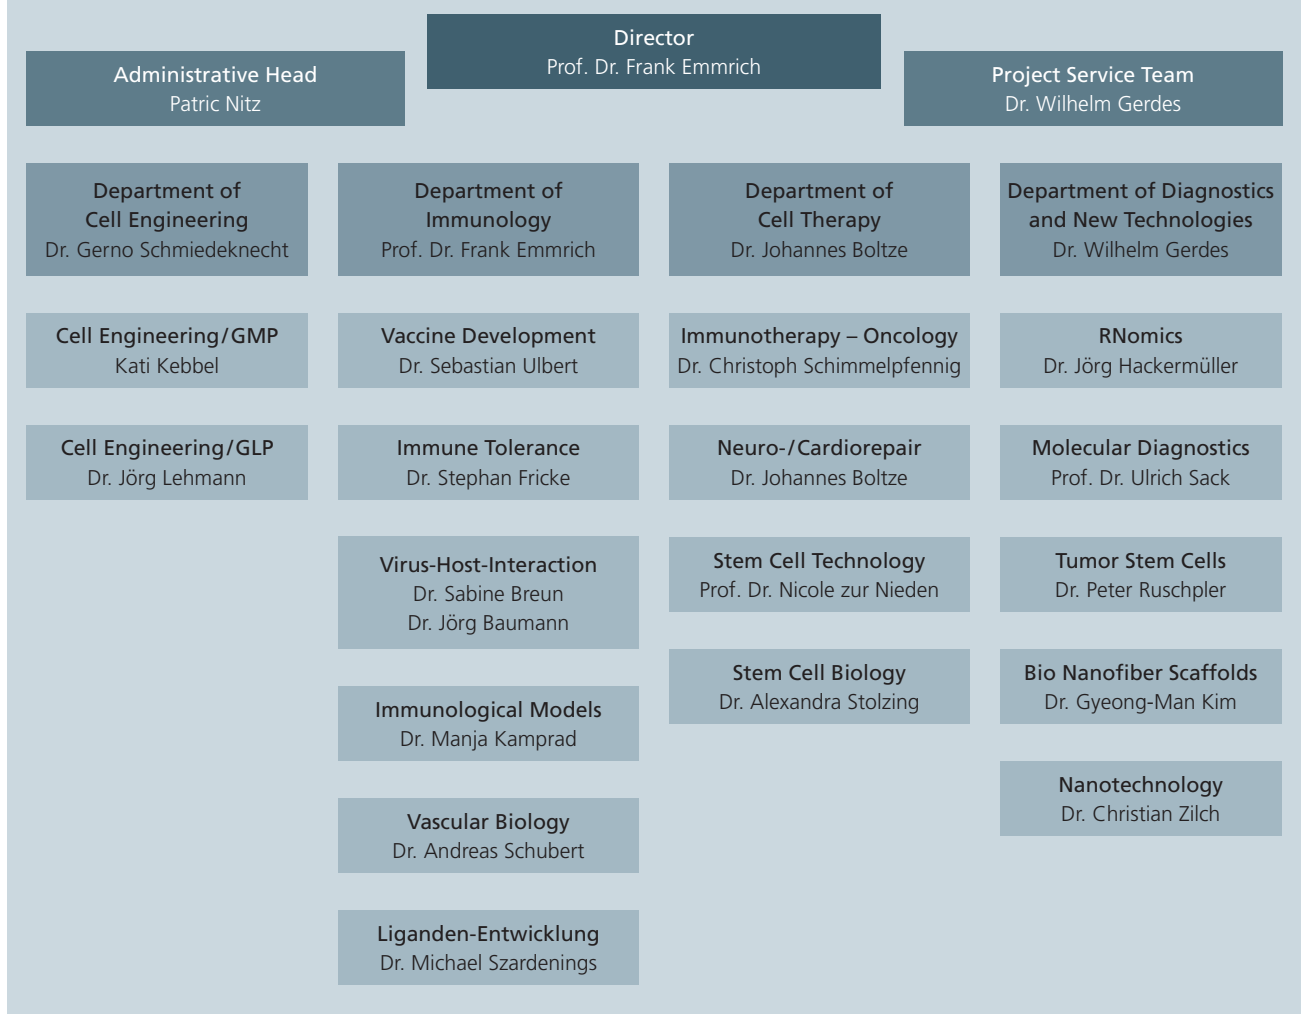 Director
Prof. Dr. Frank Emmrich
Administrative Head
Patric Nitz
Project Service Team
Dr. Wilhelm Gerdes
Department of
Cell Engineering
Dr. Gerno Schmiedeknecht
Cell Engineering/GMP
Kati Kebbel
Cell Engineering/GLP
Dr. Jörg Lehmann
Department of
Immunology
Prof. Dr. Frank Emmrich
Vaccine Development
Dr. Sebastian Ulbert
Immune Tolerance
Dr. Stephan Fricke
Virus-Host-Interaction
Dr. Sabine Breun
Dr. Jörg Baumann
Immunological Models
Dr. Manja Kamprad
Vascular Biology
Dr. Andreas Schubert
Liganden-Entwicklung
Dr. Michael Szardenings
Department of
Cell Therapy
Dr. Johannes Boltze
Immunotherapy – Oncology
Dr. Christoph Schimmelpfennig
Neuro-/Cardiorepair
Dr. Johannes Boltze
Stem Cell Technology
Prof. Dr. Nicole zur Nieden
Stem Cell Biology
Dr. Alexandra Stolzing
Department of Diagnostics
and New Technologies
Dr. Wilhelm Gerdes
RNomics
Dr. Jörg Hackermüller
Molecular Diagnostics
Prof. Dr. Ulrich Sack
Tumor Stem Cells
Dr. Peter Ruschpler
Bio Nanofiber Scaffolds
Dr. Gyeong-Man Kim
Nanotechnology
Dr. Christian Zilch